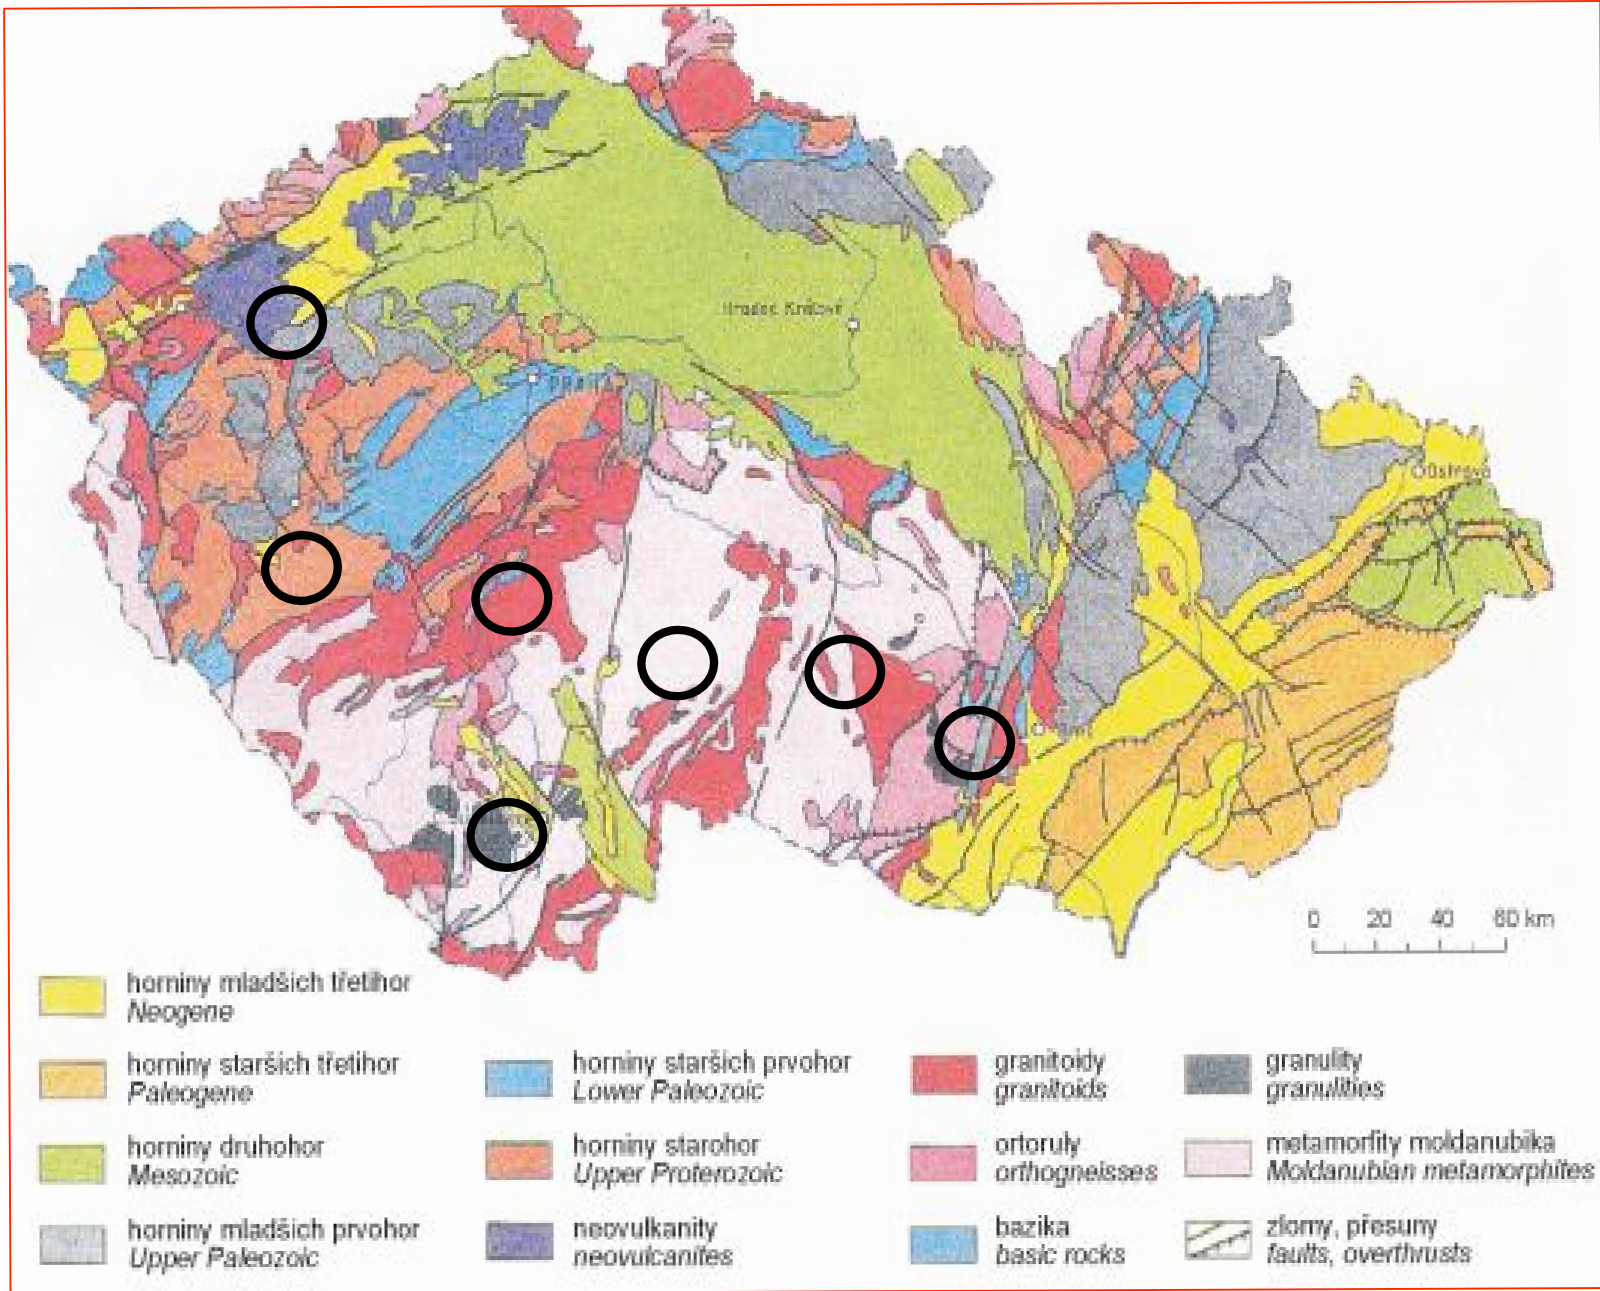 Hradec Králové
PRAHA
Ostrava
0 20 40 60 km
horniny mladších třetihor
Neogene
horniny starších třetihor
Paleogene
horniny druhohor
Mesozoic
horniny mladších prvohor
Upper Paleozoic
horniny starších prvohor
Lower Paleozoic
horniny starohor
Upper Proterozoic
neovulkanity
neovulcanites
granitoidy
granitoids
ortoruly
orthogneisses
bazika
basic rocks
granulity
granulities
metamorfity moldanubika
Moldanubian metamorphites
zlomy, přesuny
faults, overthrusts